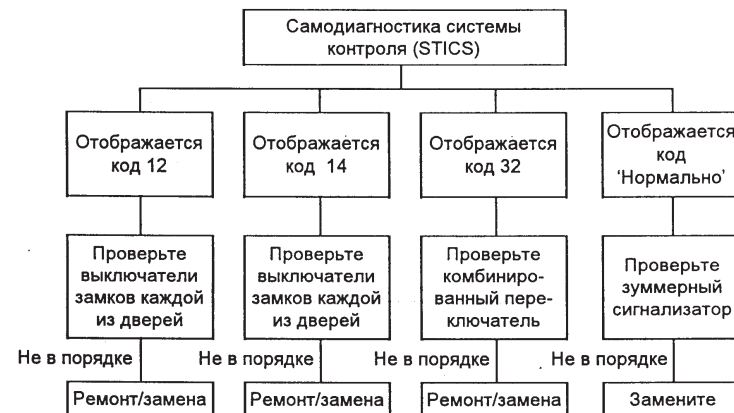 Самодиагностика системы
контроля (STICS)
Отображается
код 12
Отображается
код 14
Отображается
код 32
Отображается
код
'Нормально'
Проверьте
выключатели
замков каждой
из дверей
Проверьте
выключатели
замков каждой
из дверей
Проверьте
комбиниро-
ванный пере-
ключатель
Проверьте
зуммерный
сигнализатор
Не в порядке
Не в порядке
Не в порядке
Не в порядке
Ремонт/замена
Ремонт/замена
Ремонт/замена
Замените